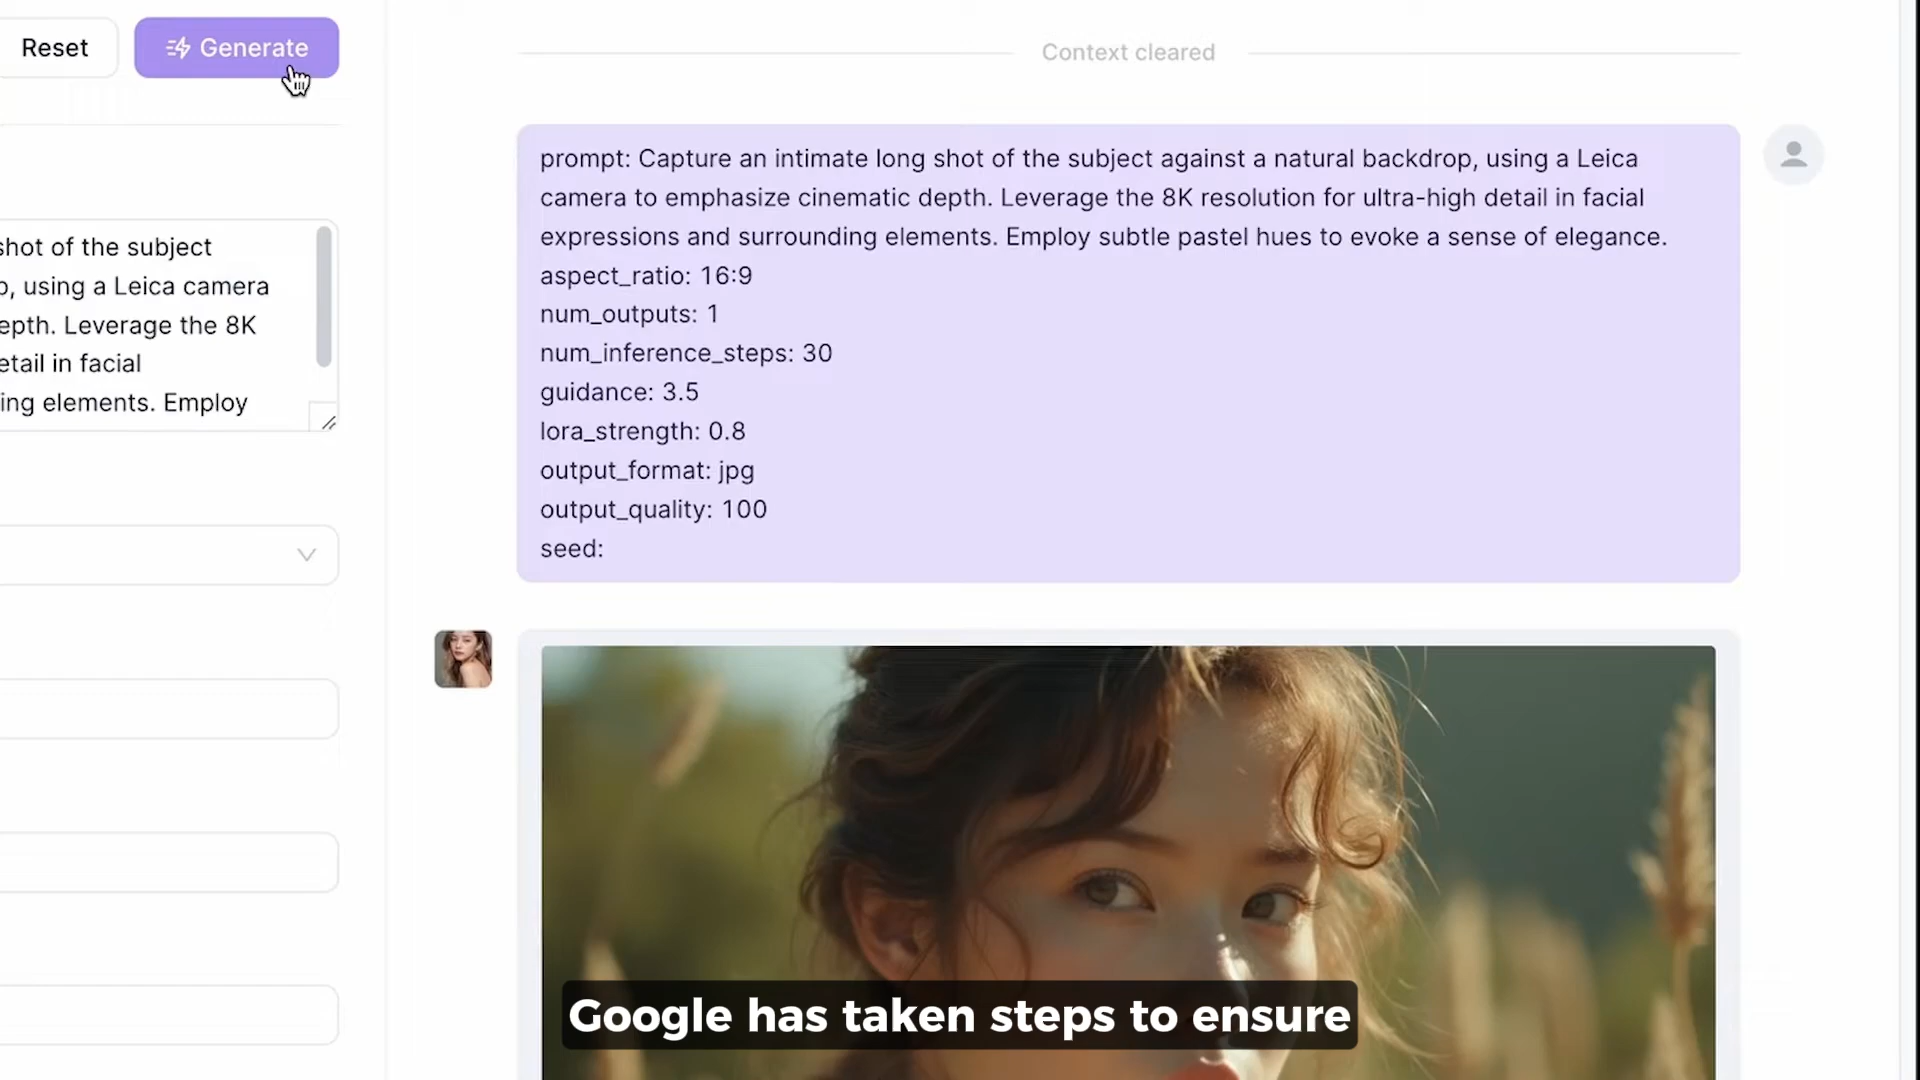 Reset
Generate
Context cleared
prompt: Capture an intimate long shot of the subject against a natural backdrop, using a Leica
camera to emphasize cinematic depth. Leverage the 8K resolution for ultra-high detail in facial
expressions and surrounding elements. Employ subtle pastel hues to evoke a sense of elegance.
aspect_ratio: 16:9
num_outputs: 1
num_inference_steps: 30
guidance: 3.5
lora_strength: 0.8
output_format: jpg
output_quality: 100
seed:
shot of the subject
, using a Leica camera
epth. Leverage the 8K
etail in facial
ing elements. Employ
Google has taken steps to ensure